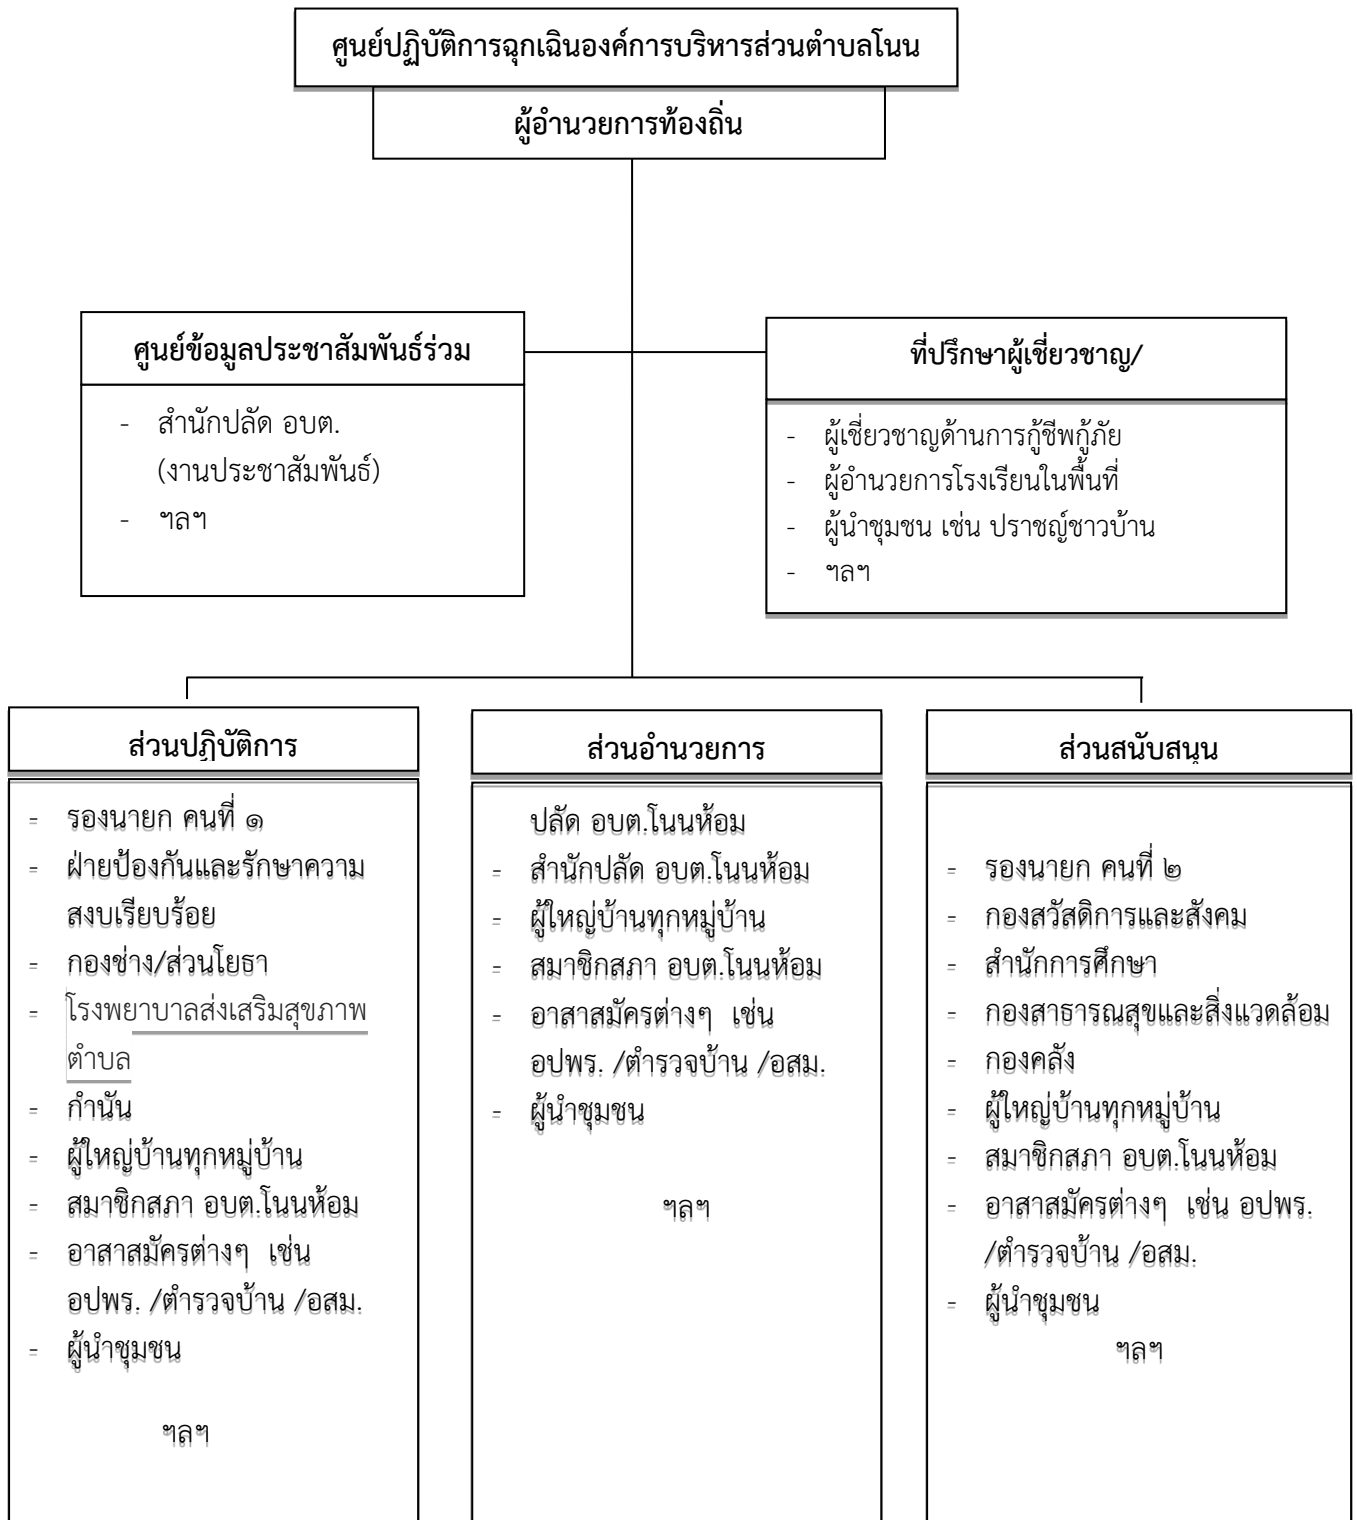 ศูนย์ปฏิบัติการฉุกเฉินองค์การบริหารส่วนตำบลโนน
ผู้อำนวยการท้องถิ่น
ศูนย์ข้อมูลประชาสัมพันธ์ร่วม
- สำนักปลัด อบต.
(งานประชาสัมพันธ์)
- ฯลฯ
ที่ปรึกษาผู้เชี่ยวชาญ/
- ผู้เชี่ยวชาญด้านการกู้ชีพกู้ภัย
- ผู้อำนวยการโรงเรียนในพื้นที่
- ผู้นำชุมชน เช่น ปราชญ์ชาวบ้าน
- ฯลฯ
ส่วนปฏิบัติการ
- รองนายก คนที่ ๑
- ฝ่ายป้องกันและรักษาความ
สงบเรียบร้อย
- กองช่าง/ส่วนโยธา
- โรงพยาบาลส่งเสริมสุขภาพ
ตำบล
- กำนัน
- ผู้ใหญ่บ้านทุกหมู่บ้าน
- สมาชิกสภา อบต.โนนห้อม
- อาสาสมัครต่างๆ เช่น
อปพร. /ตำรวจบ้าน /อสม.
- ผู้นำชุมชน
ฯลฯ
ส่วนอำนวยการ
ปลัด อบต.โนนห้อม
- สำนักปลัด อบต.โนนห้อม
- ผู้ใหญ่บ้านทุกหมู่บ้าน
- สมาชิกสภา อบต.โนนห้อม
- อาสาสมัครต่างๆ เช่น
อปพร. /ตำรวจบ้าน /อสม.
- ผู้นำชุมชน
ฯลฯ
ส่วนสนับสนุน
- รองนายก คนที่ ๒
- กองสวัสดิการและสังคม
- สำนักการศึกษา
- กองสาธารณสุขและสิ่งแวดล้อม
- กองคลัง
- ผู้ใหญ่บ้านทุกหมู่บ้าน
- สมาชิกสภา อบต.โนนห้อม
- อาสาสมัครต่างๆ เช่น อปพร.
/ตำรวจบ้าน /อสม.
- ผู้นำชุมชน
ฯลฯ